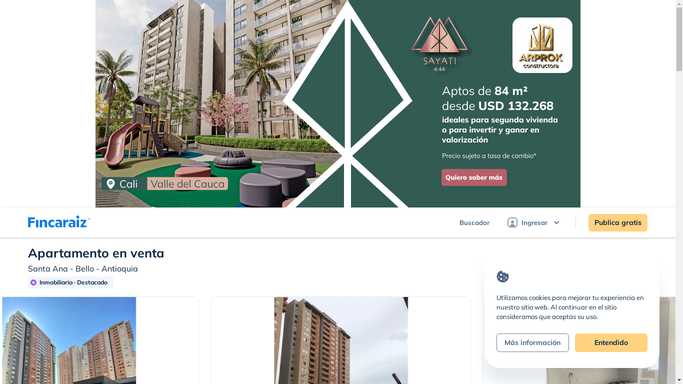 SAYATI
4:44
ARPROK
constructora
Aptos de 84 m²
desde USD 132.268
ideales para segunda vivienda
o para invertir y ganar en
valorización
Precio sujeto a tasa de cambio*
Quiero saber más
Cali Valle del Cauca
Fincaraiz
Buscador
Ingresar
Publica gratis
Apartamento en venta
Santa Ana - Bello - Antioquia
Inmobiliaria · Destacado
Utilizamos cookies para mejorar tu experiencia en
nuestro sitio web. Al continuar en el sitio
consideramos que aceptas su uso.
Más información
Entendido